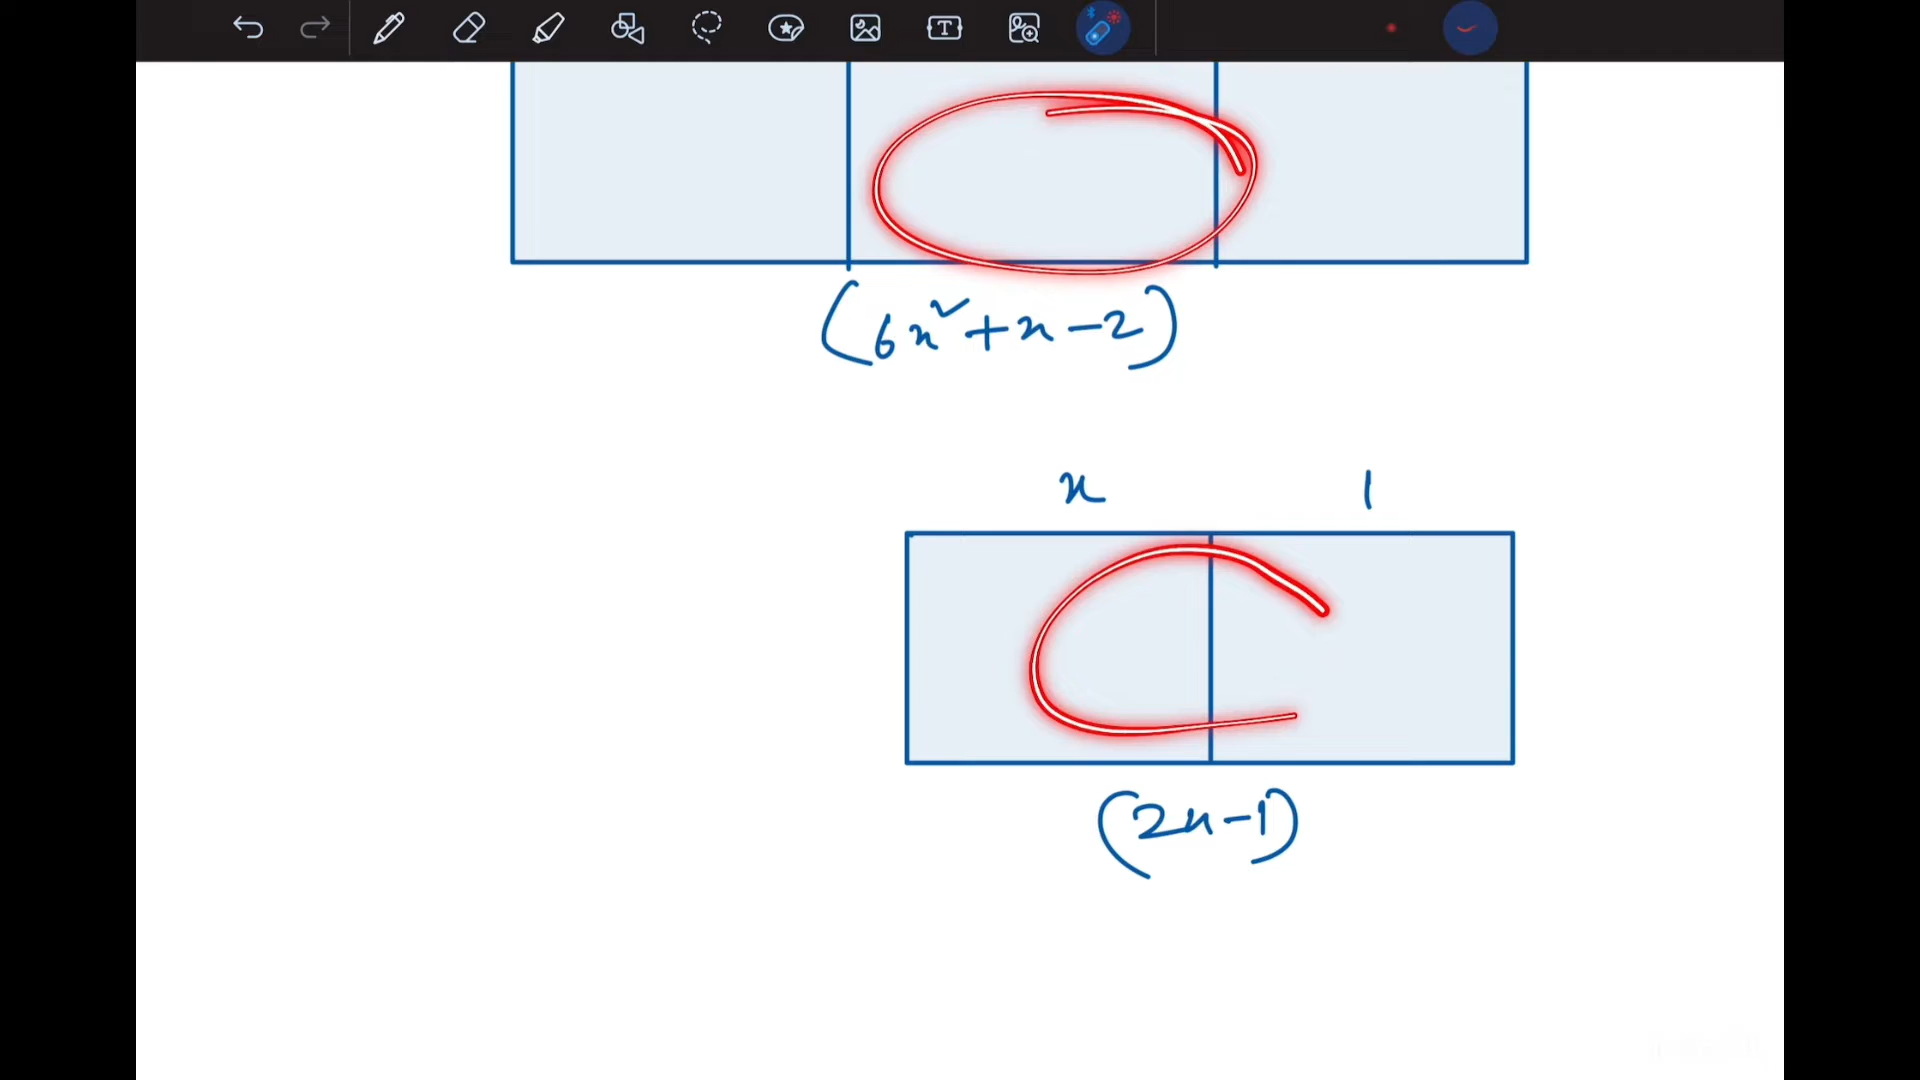 (6x²+x-2)
x 1
(2x-1)